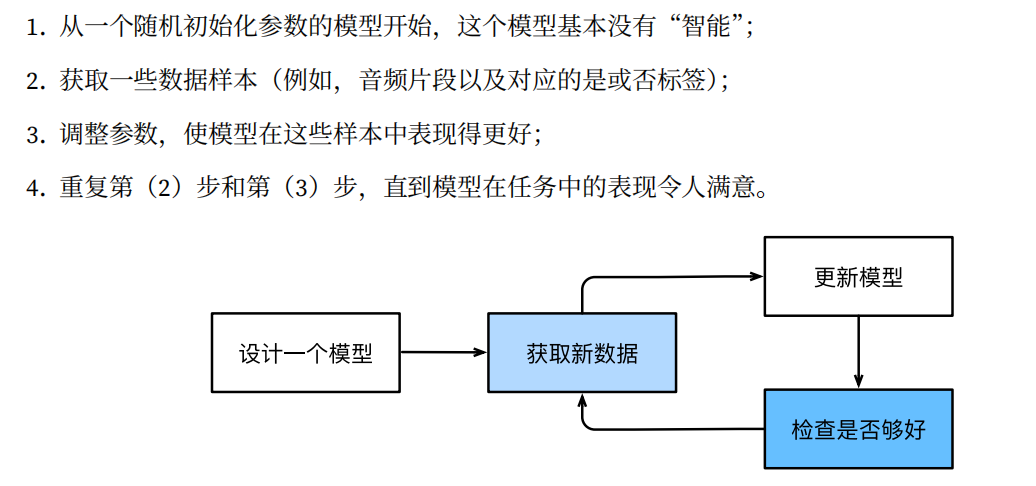 1. 从一个随机初始化参数的模型开始，这个模型基本没有“智能”；
2. 获取一些数据样本（例如，音频片段以及对应的是或否标签）；
3. 调整参数，使模型在这些样本中表现得更好；
4. 重复第（2）步和第（3）步，直到模型在任务中的表现令人满意。
更新模型
设计一个模型
获取新数据
检查是否够好